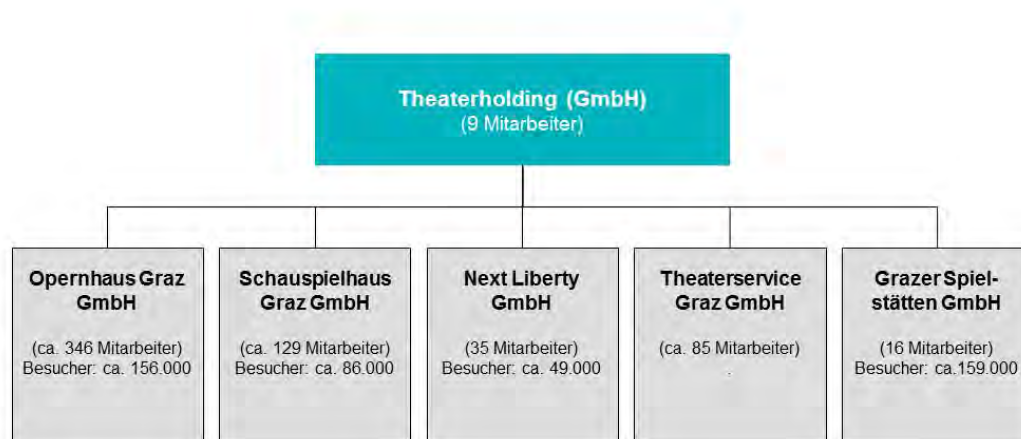 Theaterholding (GmbH)
(9 Mitarbeiter)
Opernhaus Graz
GmbH
(ca. 346 Mitarbeiter)
Besucher: ca. 156.000
Schauspielhaus
Graz GmbH
(ca. 129 Mitarbeiter)
Besucher: ca. 86.000
Next Liberty
GmbH
(35 Mitarbeiter)
Besucher: ca. 49.000
Theaterservice
Graz GmbH
(ca. 85 Mitarbeiter)
.
Grazer Spiel-
stätten GmbH
(16 Mitarbeiter)
Besucher: ca.159.000